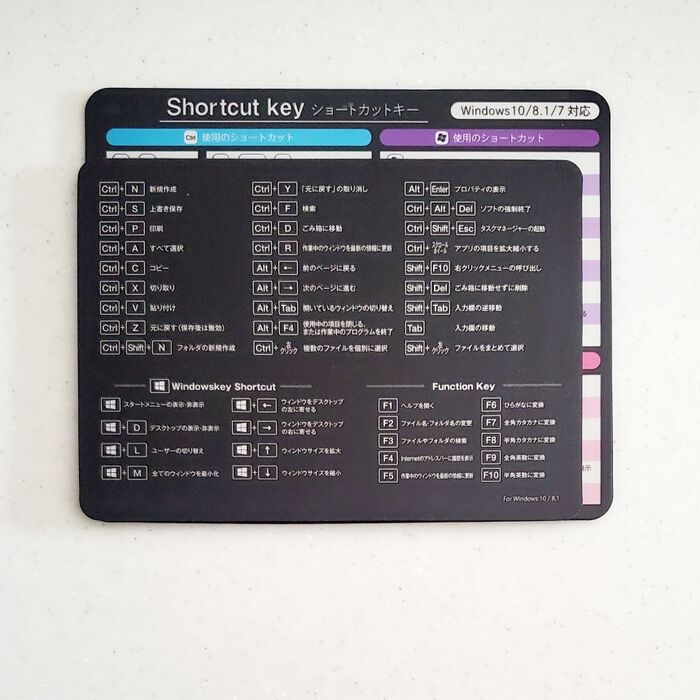 Shortcut key ショートカットキー
Windows10/8.1/7 対応
Ctrl 使用のショートカット
使用のショートカット
Ctrl + N 新規作成
Ctrl + S 上書き保存
Ctrl + P 印刷
Ctrl + A すべて選択
Ctrl + C コピー
Ctrl + X 切り取り
Ctrl + V 貼り付け
Ctrl + Z 元に戻す(保存後は無効)
Ctrl + Shift + N フォルダの新規作成
Ctrl + Y 「元に戻す」の取り消し
Ctrl + F 検索
Ctrl + D ごみ箱に移動
Ctrl + R 作業中のウィンドウを最新の情報に更新
Alt + ← 前のページに戻る
Alt + → 次のページに進む
Alt + Tab 開いているウィンドウの切り替え
Alt + F4 使用中の項目を閉じる、
または作業中のプログラムを終了
Ctrl + 左クリック 複数のファイルを個別に選択
Alt + Enter プロパティの表示
Ctrl + Alt + Del ソフトの強制終了
Ctrl + Shift + Esc タスクマネージャーの起動
Ctrl + スクロールホイール アプリの項目を拡大縮小する
Shift + F10 右クリックメニューの呼び出し
Shift + Del ごみ箱に移動せずに削除
Shift + Tab 入力欄の逆移動
Tab 入力欄の移動
Shift + 左クリック ファイルをまとめて選択
Windowskey Shortcut
スタートメニューの表示・非表示
+ D デスクトップの表示・非表示
+ L ユーザーの切り替え
+ M 全てのウィンドウを最小化
+ ← ウィンドウをデスクトップ
の左に寄せる
+ → ウィンドウをデスクトップ
の右に寄せる
+ ↑ ウィンドウサイズを拡大
+ ↓ ウィンドウサイズを縮小
Function Key
F1 ヘルプを開く
F2 ファイル・フォルダ名の変更
F3 ファイルやフォルダの検索
F4 Internetのアドレスバーに履歴を表示
F5 作業中のウィンドウを最新の情報に更新
F6 ひらがなに変換
F7 全角カタカナに変換
F8 半角カタカナに変換
F9 全角英数に変換
F10 半角英数に変換
For Windows 10 / 8.1